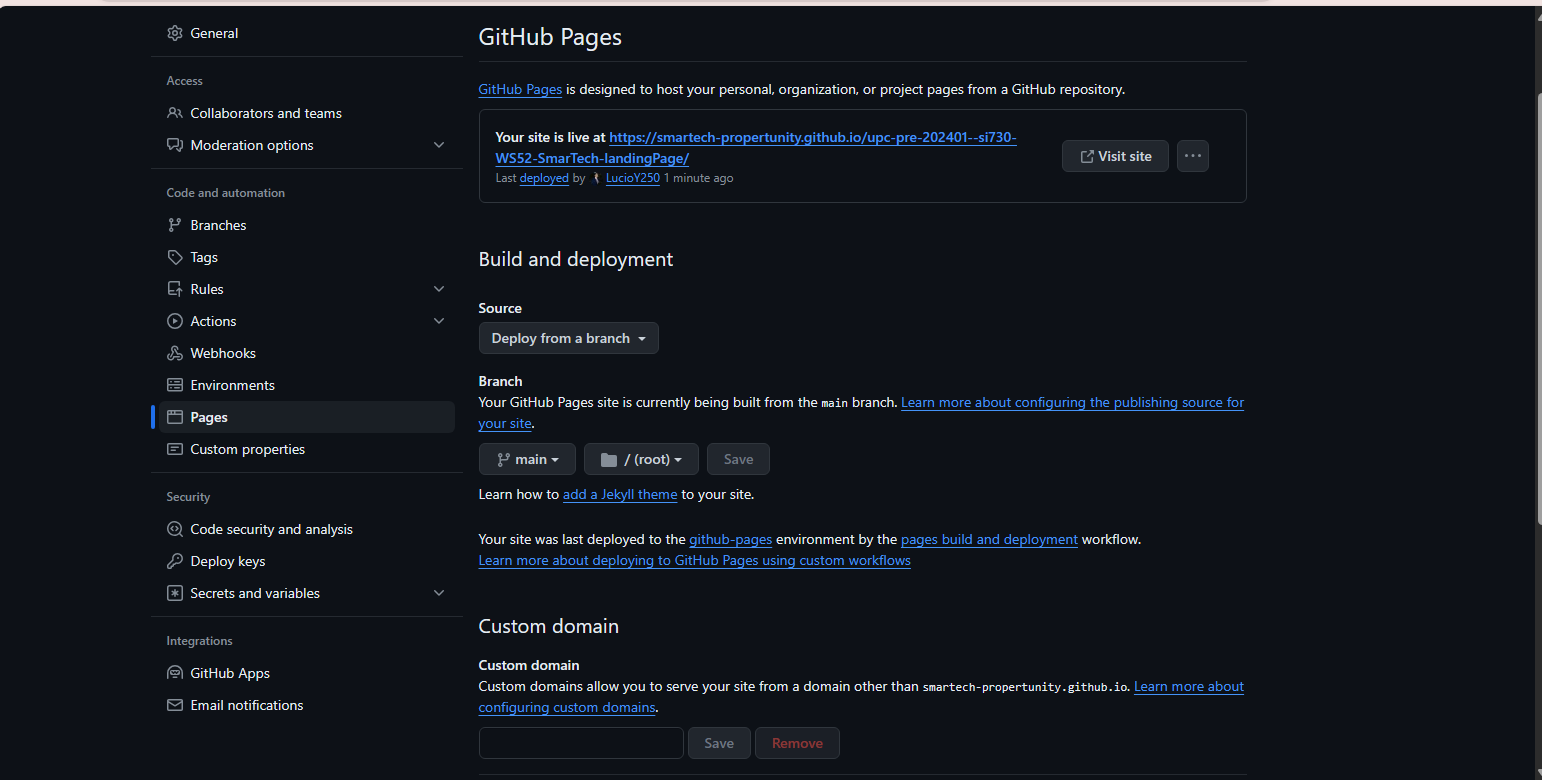 General
Access
Collaborators and teams
Moderation options
Code and automation
Branches
Tags
Rules
Actions
Webhooks
Environments
Pages
Custom properties
Security
Code security and analysis
Deploy keys
Secrets and variables
Integrations
GitHub Apps
Email notifications
GitHub Pages
GitHub Pages is designed to host your personal, organization, or project pages from a GitHub repository.
Your site is live at https://smartech-propertunity.github.io/upc-pre-202401--si730-
WS52-SmarTech-landingPage/
Last deployed by LucioY250 1 minute ago
Visit site
Build and deployment
Source
Deploy from a branch
Branch
Your GitHub Pages site is currently being built from the main branch. Learn more about configuring the publishing source for
your site.
main / (root) Save
Learn how to add a Jekyll theme to your site.
Your site was last deployed to the github-pages environment by the pages build and deployment workflow.
Learn more about deploying to GitHub Pages using custom workflows
Custom domain
Custom domain
Custom domains allow you to serve your site from a domain other than smartech-propertunity.github.io. Learn more about
configuring custom domains.
Save Remove